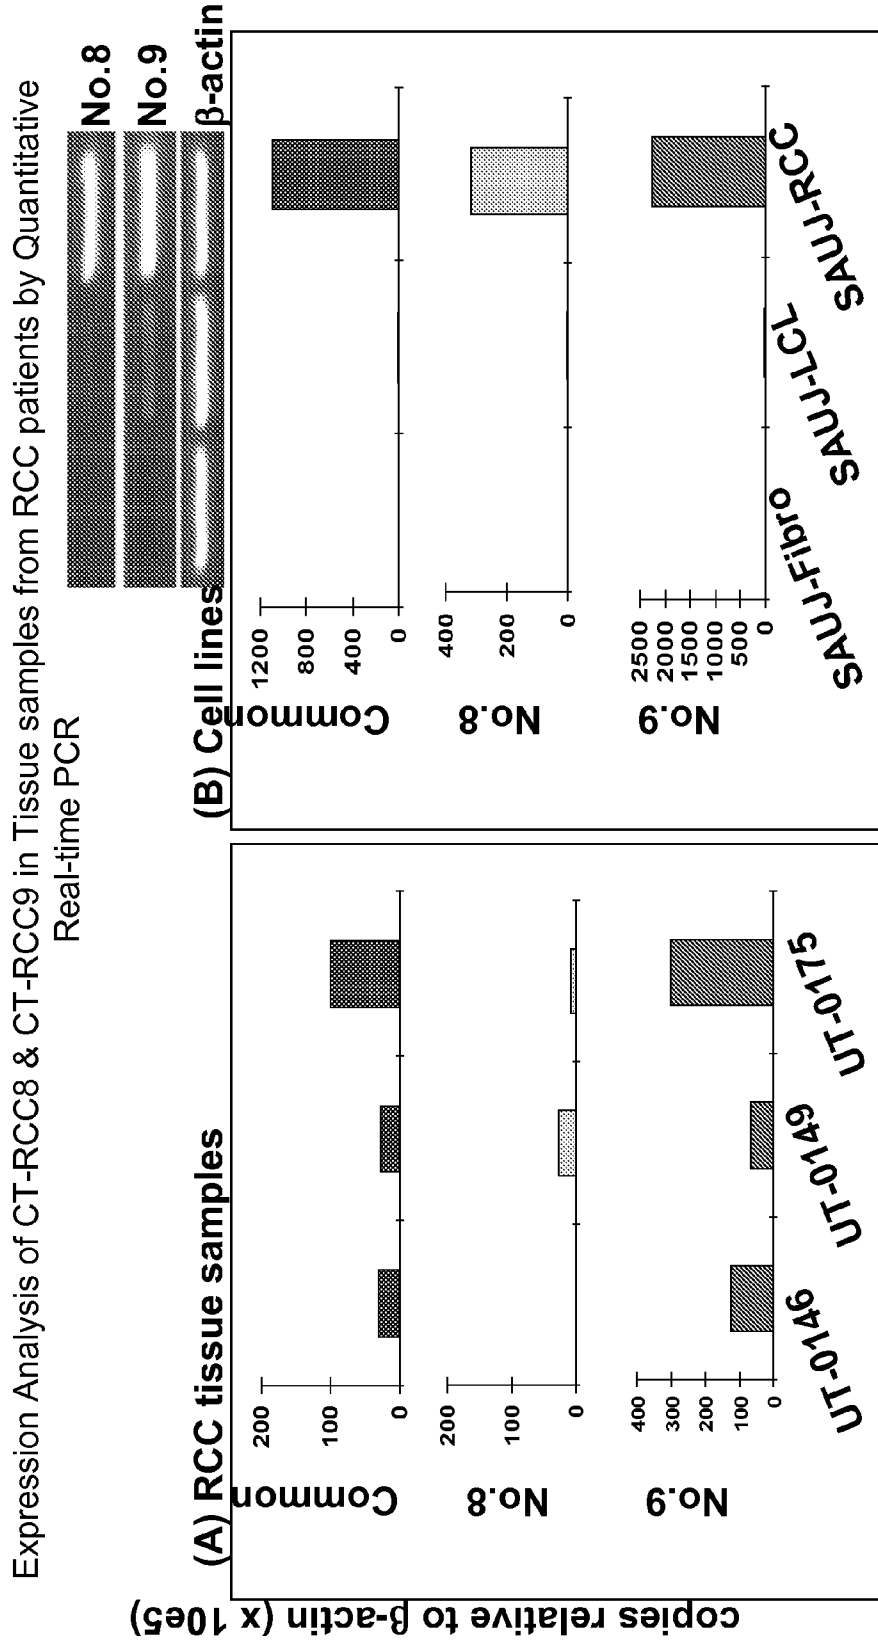 Expression Analysis of CT-RCC8 & CT-RCC9 in Tissue samples from RCC patients by Quantitative
Real-time PCR
No.8
No.9
β-actin
copies relative to β-actin (x 10e5)
(A) RCC tissue samples
Common
200
100
0
No.8
200
100
0
No.9
400
300
200
100
0
UT-0146
UT-0149
UT-0175
(B) Cell lines
Common
1200
800
400
0
No.8
400
200
0
No.9
2500
2000
1500
1000
500
0
SAUJ-Fibro
SAUJ-LCL
SAUJ-RCC